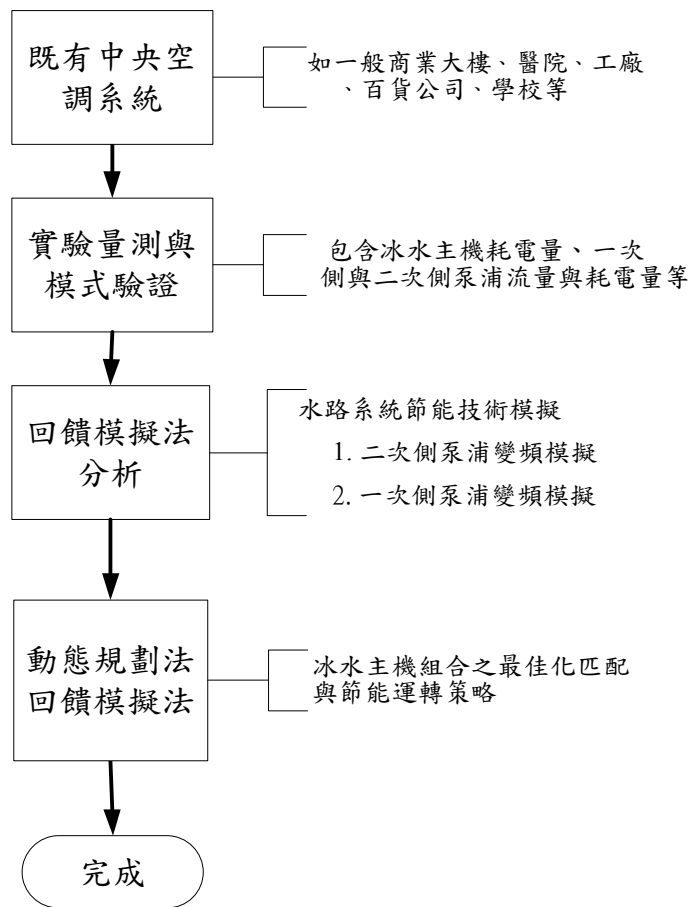 既有中央空
調系統
如一般商業大樓、醫院、工廠
、百貨公司、學校等
實驗量測與
模式驗證
包含冰水主機耗電量、一次
側與二次側泵浦流量與耗電量等
回饋模擬法
分析
水路系統節能技術模擬
1. 二次側泵浦變頻模擬
2. 一次側泵浦變頻模擬
動態規劃法
回饋模擬法
冰水主機組合之最佳化匹配
與節能運轉策略
完成